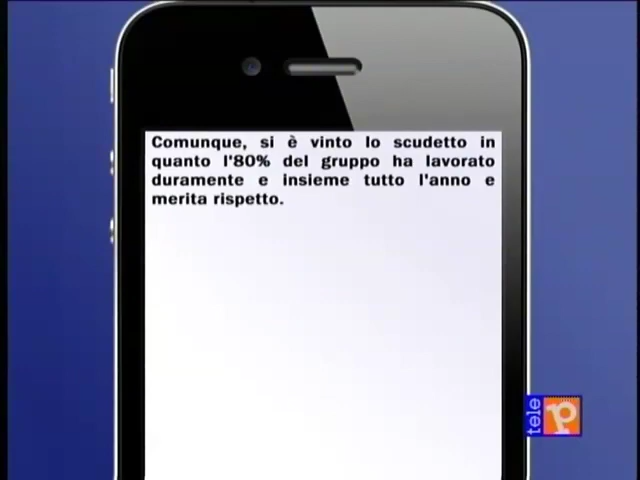 Comunque, si è vinto lo scudetto in
quanto l'80% del gruppo ha lavorato
duramente e insieme tutto l'anno e
merita rispetto.
tele
p